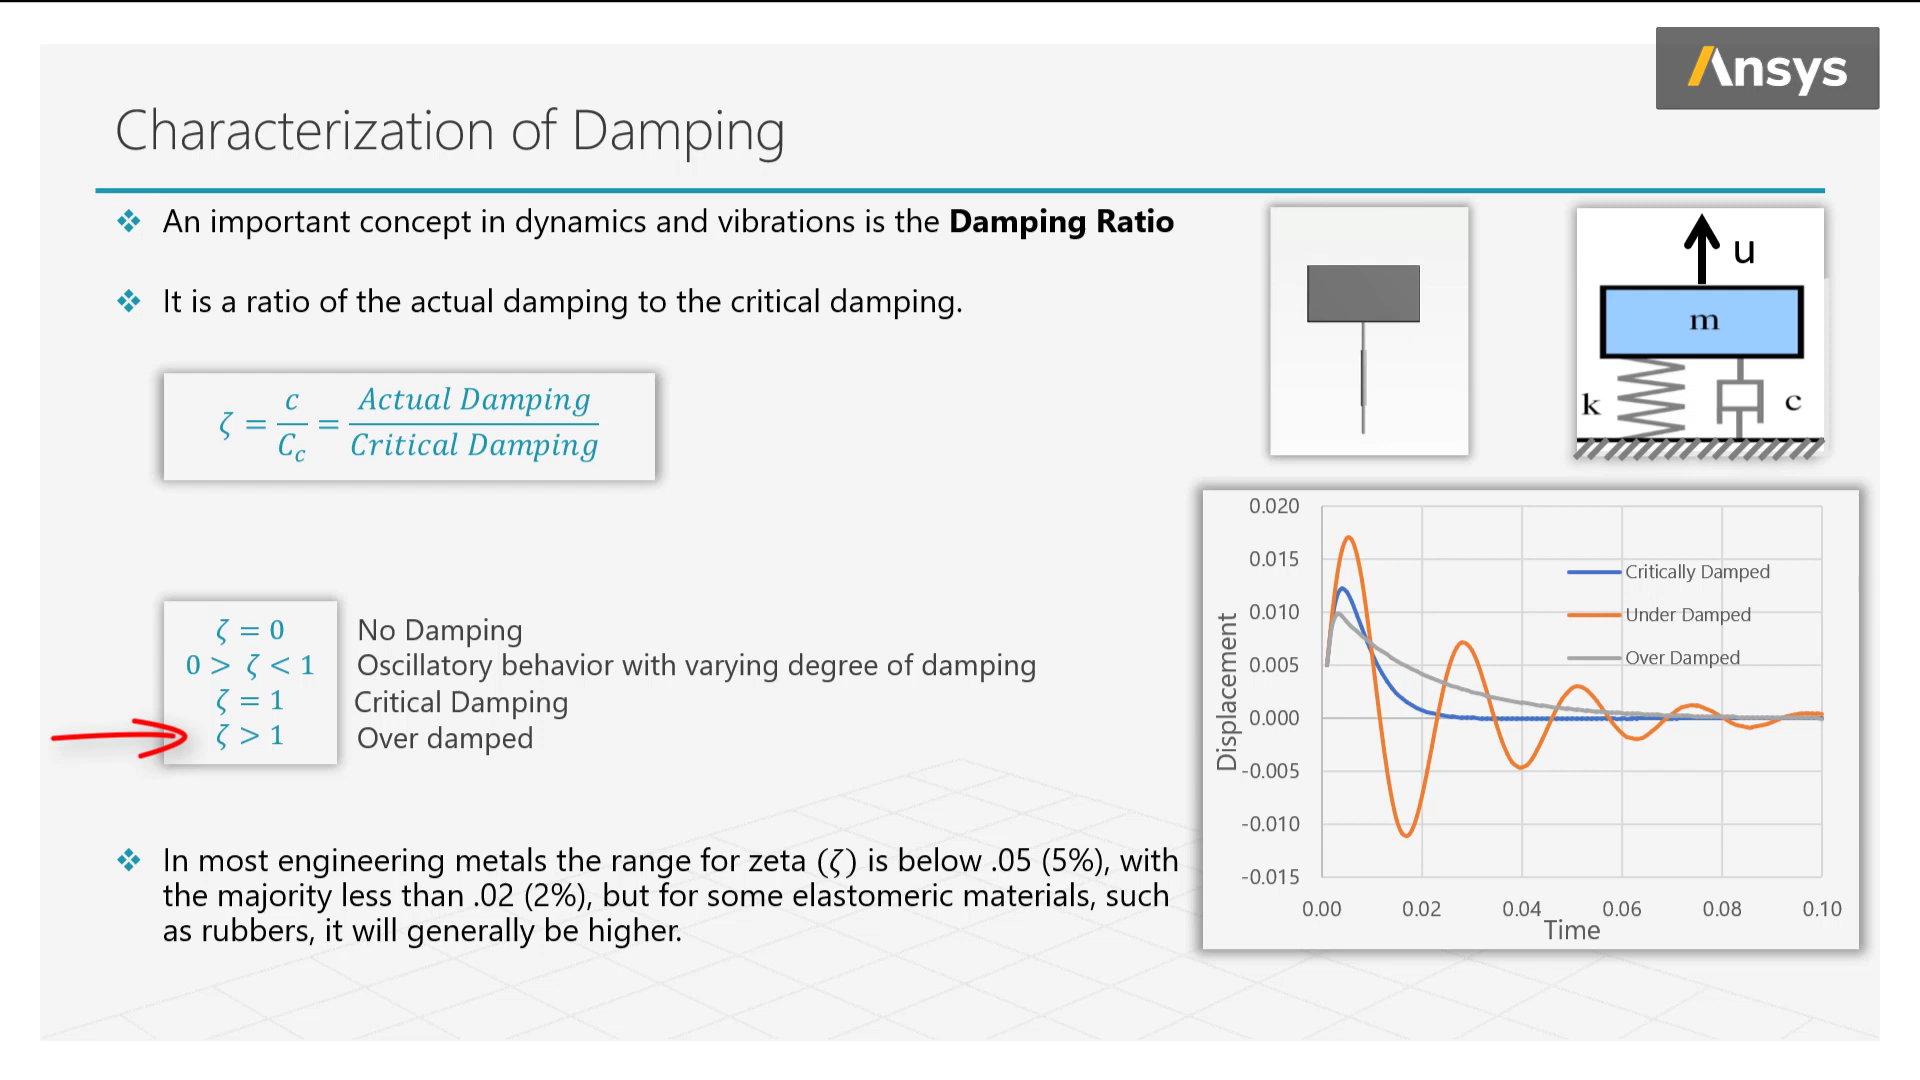 Ansys
Characterization of Damping
❖ An important concept in dynamics and vibrations is the Damping Ratio
❖ It is a ratio of the actual damping to the critical damping.
ζ = c/C_c = Actual Damping/Critical Damping
u
m
k
c
ζ = 0 No Damping
0 > ζ < 1 Oscillatory behavior with varying degree of damping
ζ = 1 Critical Damping
ζ > 1 Over damped
❖ In most engineering metals the range for zeta (ζ) is below .05 (5%), with
the majority less than .02 (2%), but for some elastomeric materials, such
as rubbers, it will generally be higher.
0.020
0.015
0.010
0.005
0.000
-0.005
-0.010
-0.015
Displacement
Critically Damped
Under Damped
Over Damped
0.00 0.02 0.04 0.06 0.08 0.10
Time